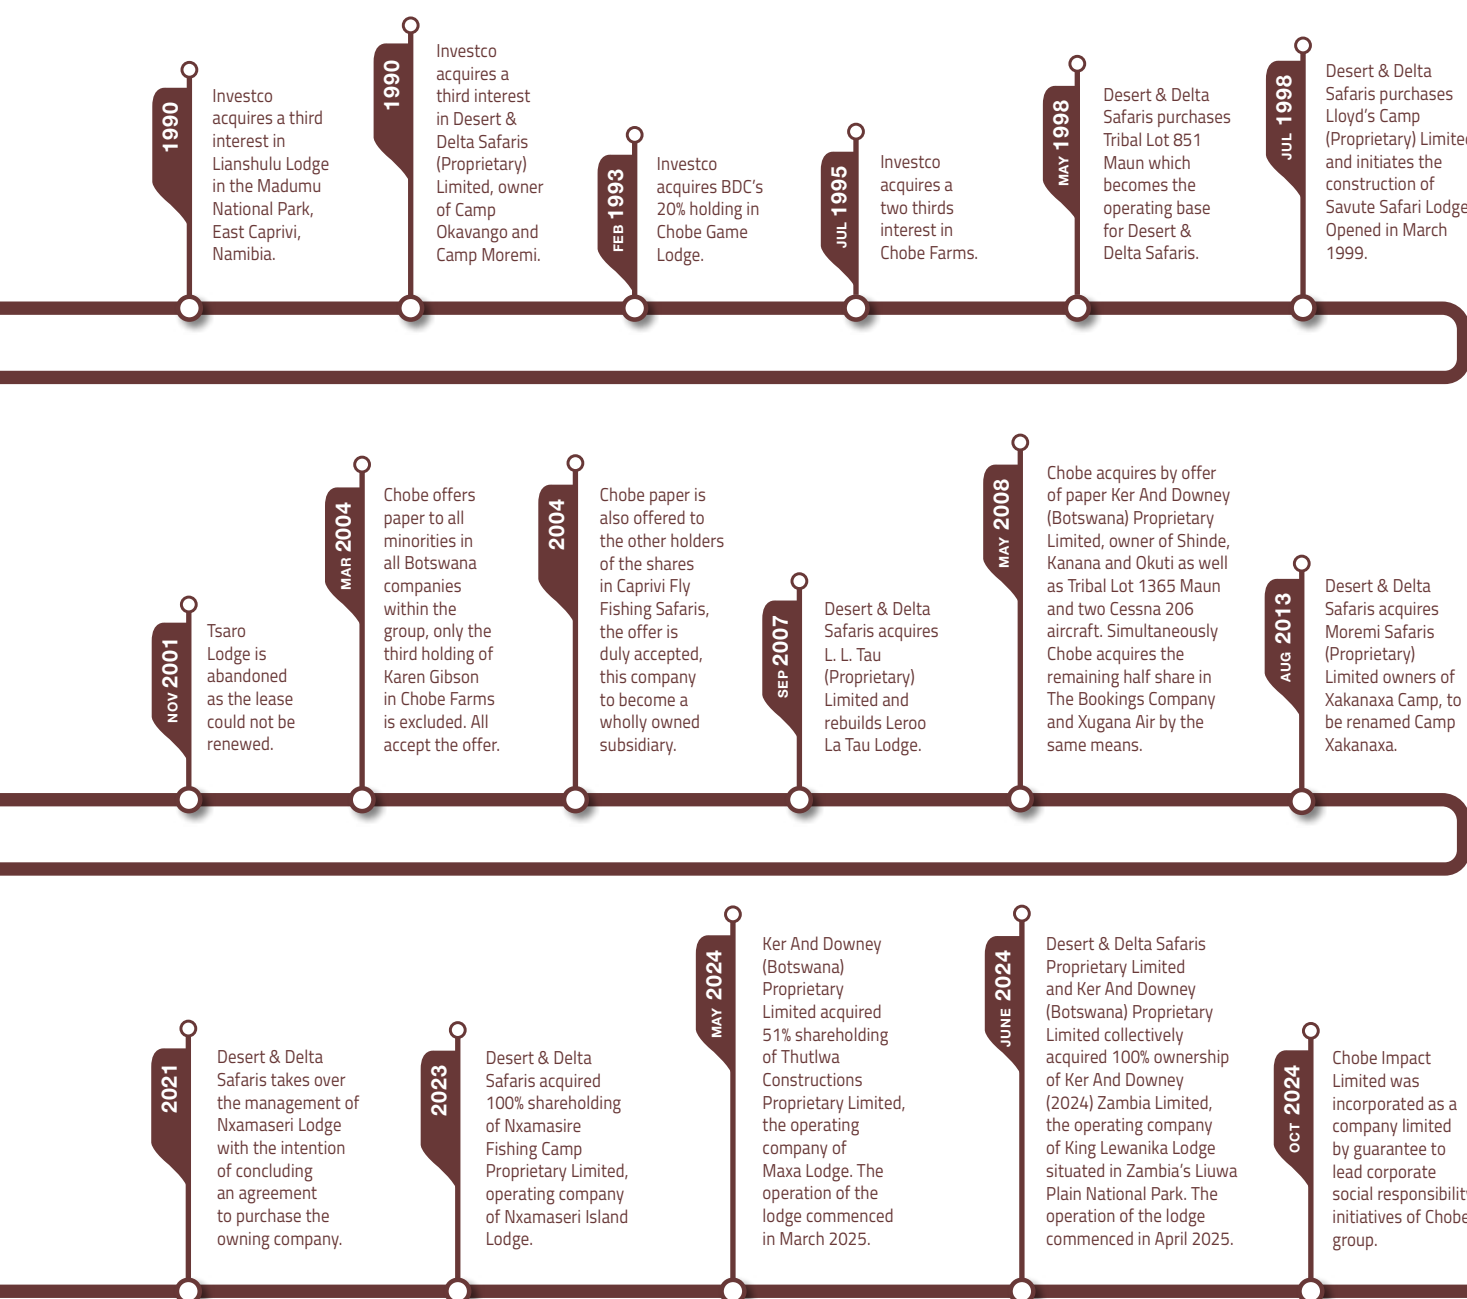 1990
Investco
acquires a third
interest in
Lianshulu Lodge
in the Madumu
National Park,
East Caprivi,
Namibia.
1990
Investco
acquires a
third interest
in Desert &
Delta Safaris
(Proprietary)
Limited, owner
of Camp
Okavango and
Camp Moremi.
FEB 1993
Investco
acquires BDC's
20% holding in
Chobe Game
Lodge.
JUL 1995
Investco
acquires a
two thirds
interest in
Chobe Farms.
MAY 1998
Desert & Delta
Safaris purchases
Tribal Lot 851
Maun which
becomes the
operating base
for Desert &
Delta Safaris.
JUL 1998
Desert & Delta
Safaris purchases
Lloyd's Camp
(Proprietary) Limited
and initiates the
construction of
Savute Safari Lodge
Opened in March
1999.
NOV 2001
Tsaro
Lodge is
abandoned
as the lease
could not be
renewed.
MAR 2004
Chobe offers
paper to all
minorities in
all Botswana
companies
within the
group, only the
third holding of
Karen Gibson
in Chobe Farms
is excluded. All
accept the offer.
2004
Chobe paper is
also offered to
the other holders
of the shares
in Caprivi Fly
Fishing Safaris,
the offer is
duly accepted,
this company
to become a
wholly owned
subsidiary.
SEP 2007
Desert & Delta
Safaris acquires
L. L. Tau
(Proprietary)
Limited and
rebuilds Leroo
La Tau Lodge.
MAY 2008
Chobe acquires by offer
of paper Ker And Downey
(Botswana) Proprietary
Limited, owner of Shinde,
Kanana and Okuti as well
as Tribal Lot 1365 Maun
and two Cessna 206
aircraft. Simultaneously
Chobe acquires the
remaining half share in
The Bookings Company
and Xugana Air by the
same means.
AUG 2013
Desert & Delta
Safaris acquires
Moremi Safaris
(Proprietary)
Limited owners of
Xakanaxa Camp, to
be renamed Camp
Xakanaxa.
2021
Desert & Delta
Safaris takes over
the management of
Nxamaseri Lodge
with the intention
of concluding
an agreement
to purchase the
owning company.
2023
Desert & Delta
Safaris acquired
100% shareholding
of Nxamasire
Fishing Camp
Proprietary Limited,
operating company
of Nxamaseri Island
Lodge.
MAY 2024
Ker And Downey
(Botswana)
Proprietary
Limited acquired
51% shareholding
of Thutlwa
Constructions
Proprietary Limited,
the operating
company of
Maxa Lodge. The
operation of the
lodge commenced
in March 2025.
JUNE 2024
Desert & Delta Safaris
Proprietary Limited
and Ker And Downey
(Botswana) Proprietary
Limited collectively
acquired 100% ownership
of Ker And Downey
(2024) Zambia Limited,
the operating company
of King Lewanika Lodge
situated in Zambia's Liuwa
Plain National Park. The
operation of the lodge
commenced in April 2025.
OCT 2024
Chobe Impact
Limited was
incorporated as a
company limited
by guarantee to
lead corporate
social responsibility
initiatives of Chobe
group.